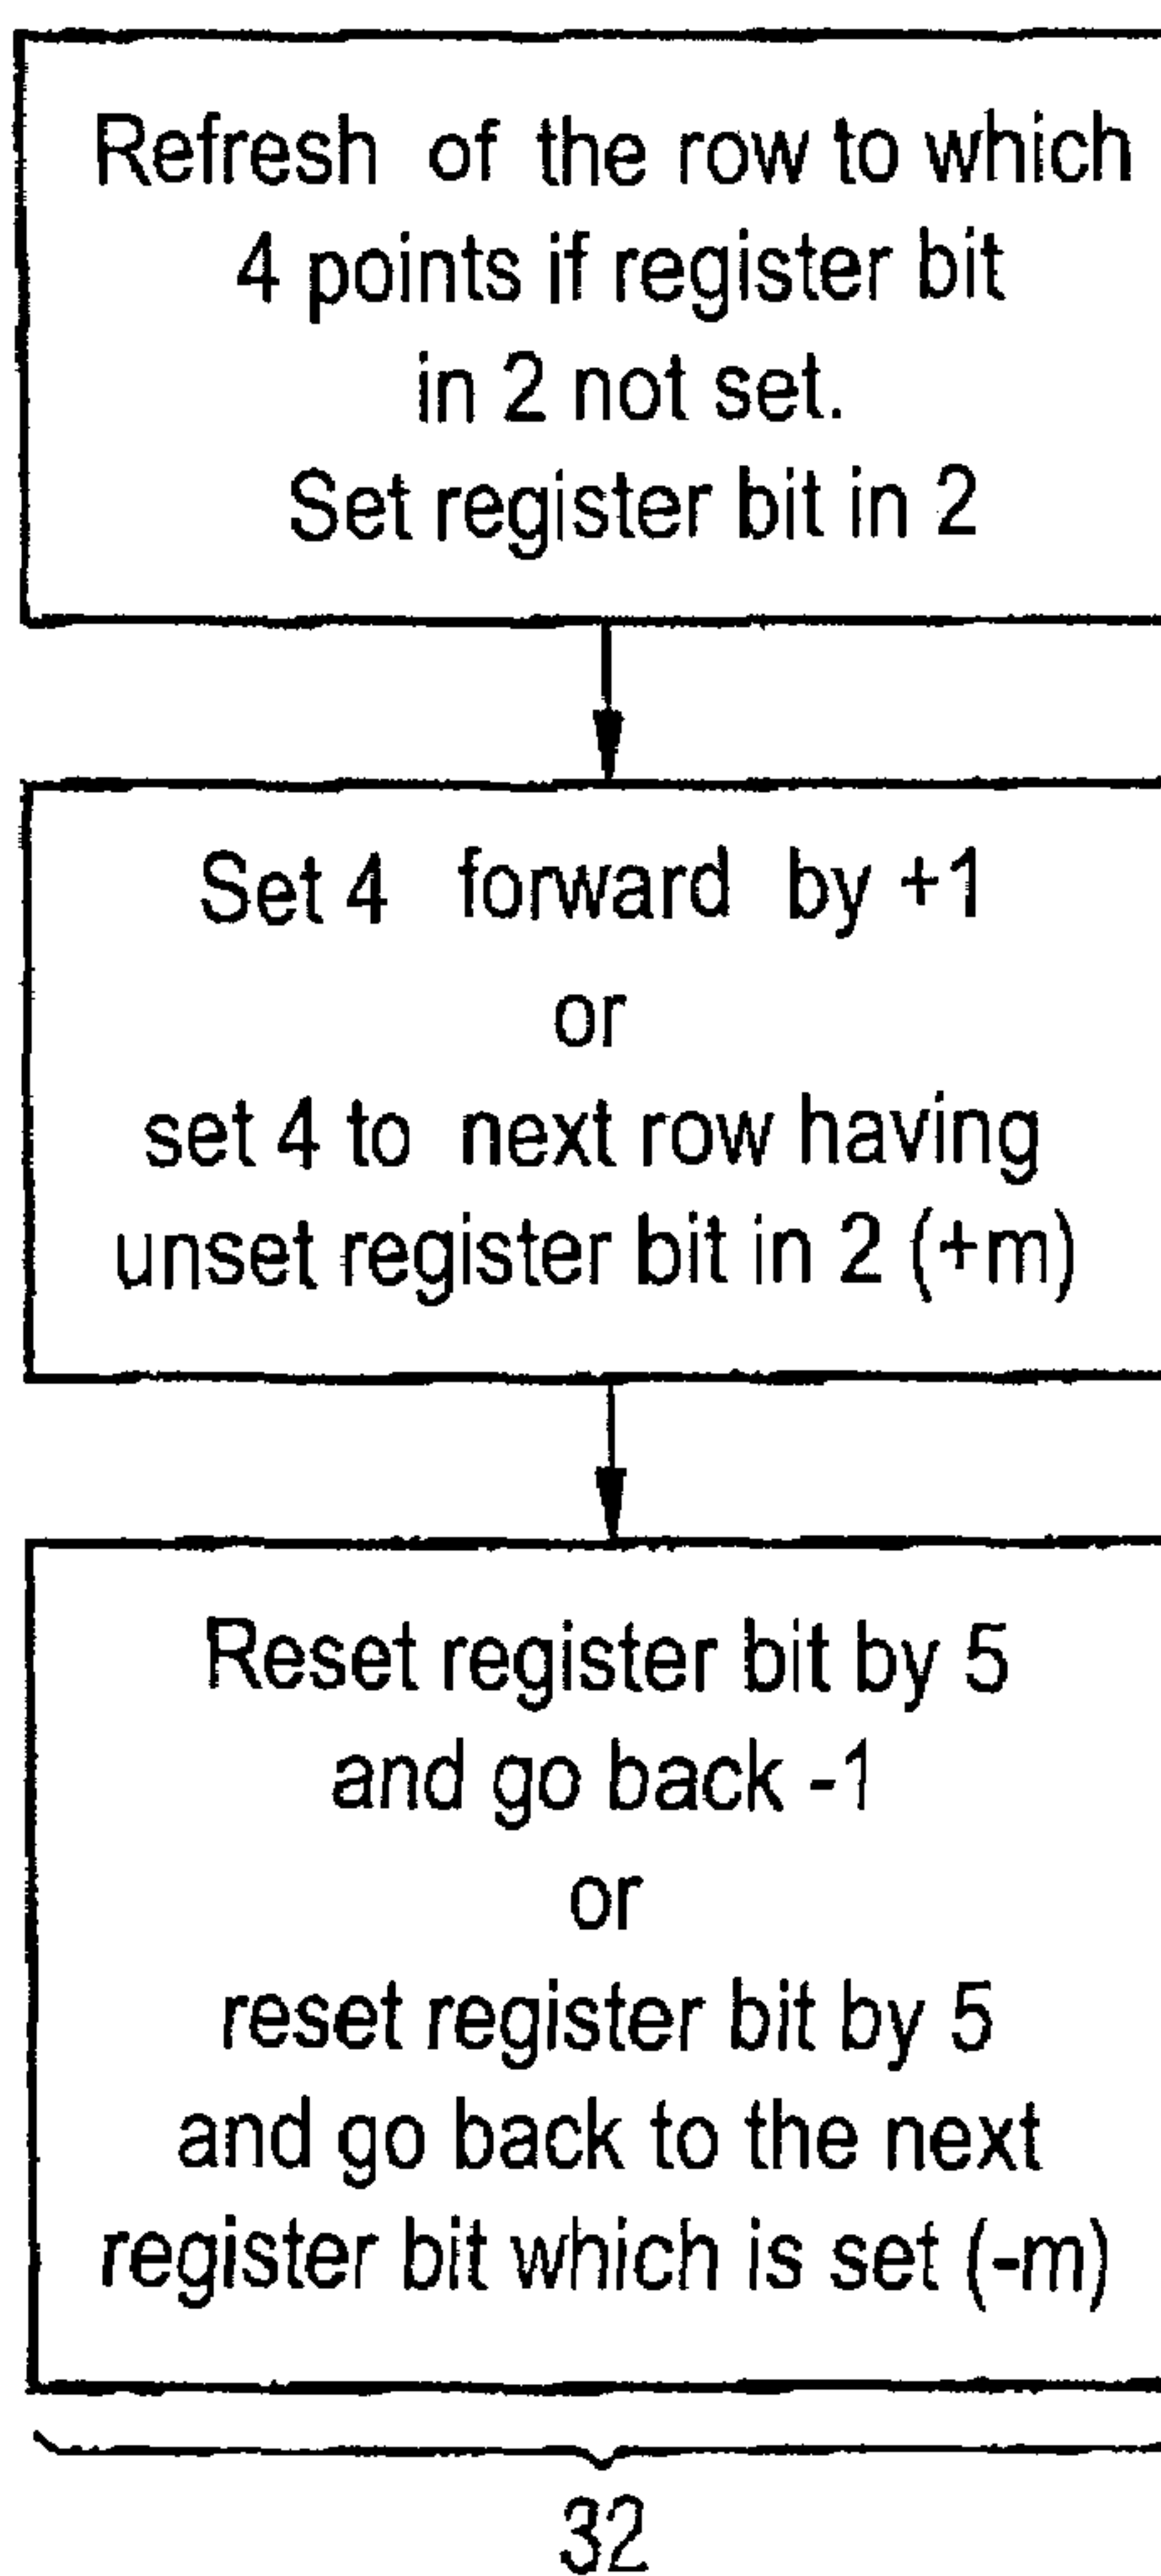 Refresh of the row to which
4 points if register bit
in 2 not set.
Set register bit in 2
Set 4 forward by +1
or
set 4 to next row having
unset register bit in 2 (+m)
Reset register bit by 5
and go back -1
or
reset register bit by 5
and go back to the next
register bit which is set (-m)
32